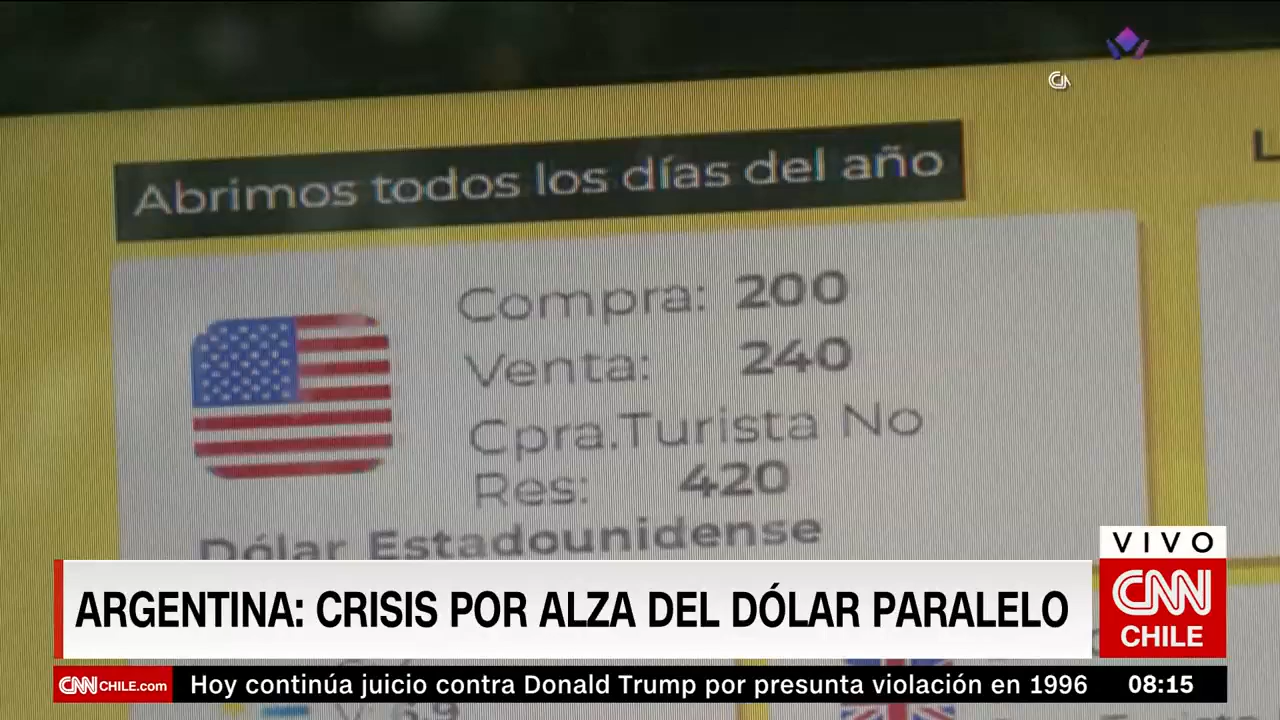 Abrimos todos los días del año
L
Compra: 200
Venta: 240
Cpra.Turista No
Res: 420
Dólar Estadounidense
VIVO
ARGENTINA: CRISIS POR ALZA DEL DÓLAR PARALELO
CNN
CHILE
CNNCHILE.com
Hoy continúa juicio contra Donald Trump por presunta violación en 1996
08:15